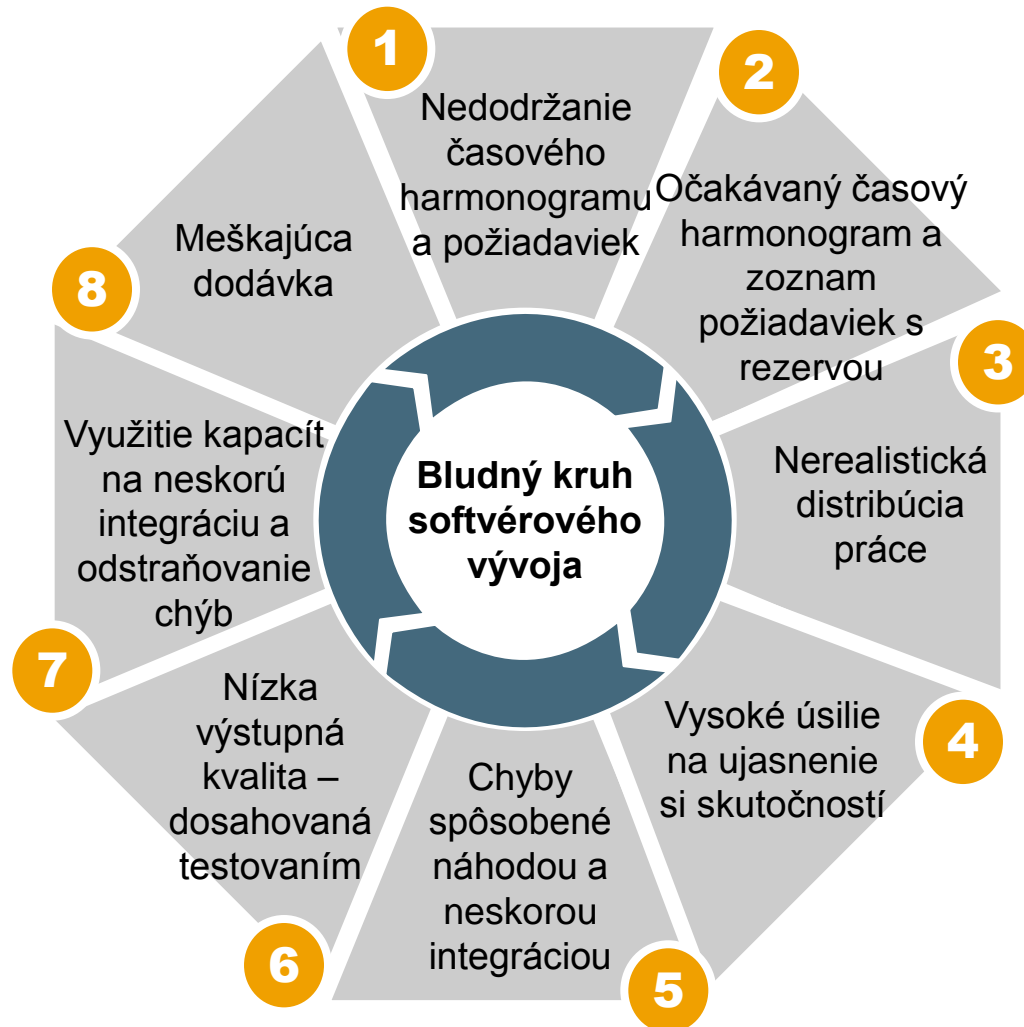 1
Nedodržanie
časového
harmonogramu
a požiadaviek
2
Očakávaný časový
harmonogram a
zoznam
požiadaviek s
rezervou
3
Nerealistická
distribúcia
práce
4
Vysoké úsilie
na ujasnenie
si skutočností
5
Chyby
spôsobené
náhodou a
neskorou
integráciou
6
Nízka
výstupná
kvalita –
dosahovaná
testovaním
7
Využitie kapacít
na neskorú
integráciu a
odstraňovanie
chýb
8
Meškajúca
dodávka
Bludný kruh
softvérového
vývoja